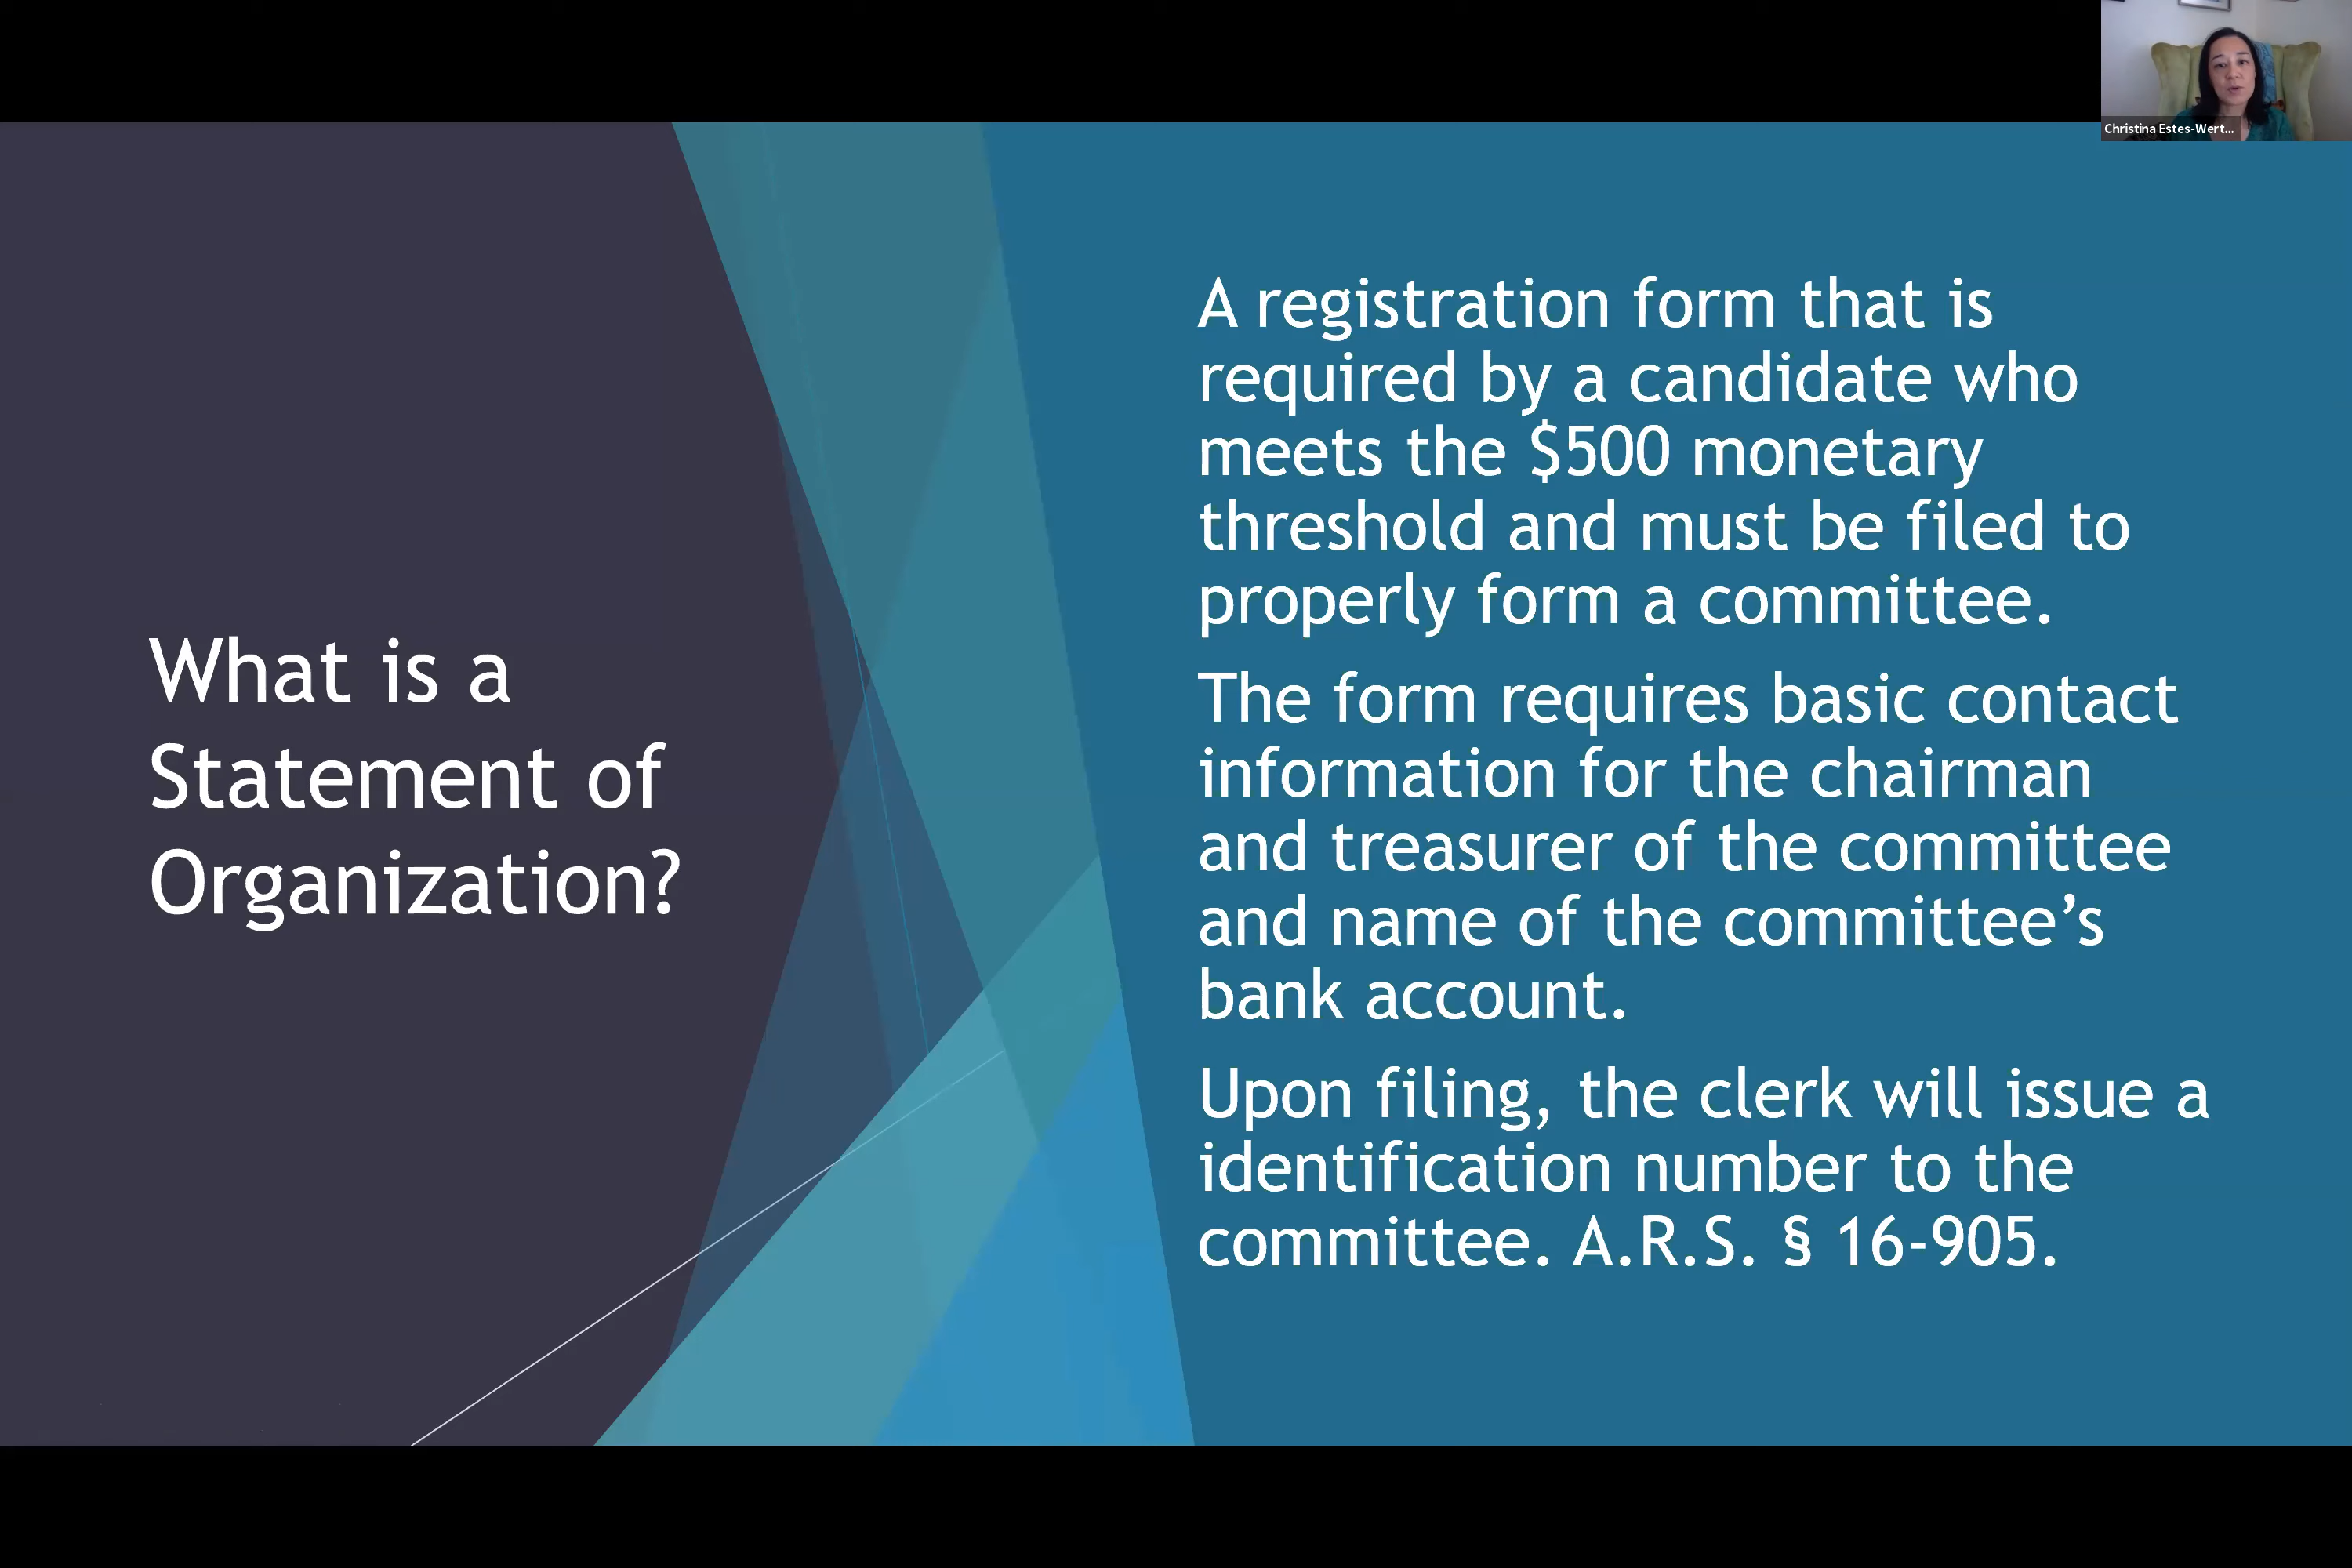 Christina Estes-Wert...
What is a
Statement of
Organization?
A registration form that is
required by a candidate who
meets the $500 monetary
threshold and must be filed to
properly form a committee.
The form requires basic contact
information for the chairman
and treasurer of the committee
and name of the committee’s
bank account.
Upon filing, the clerk will issue a
identification number to the
committee. A.R.S. § 16-905.